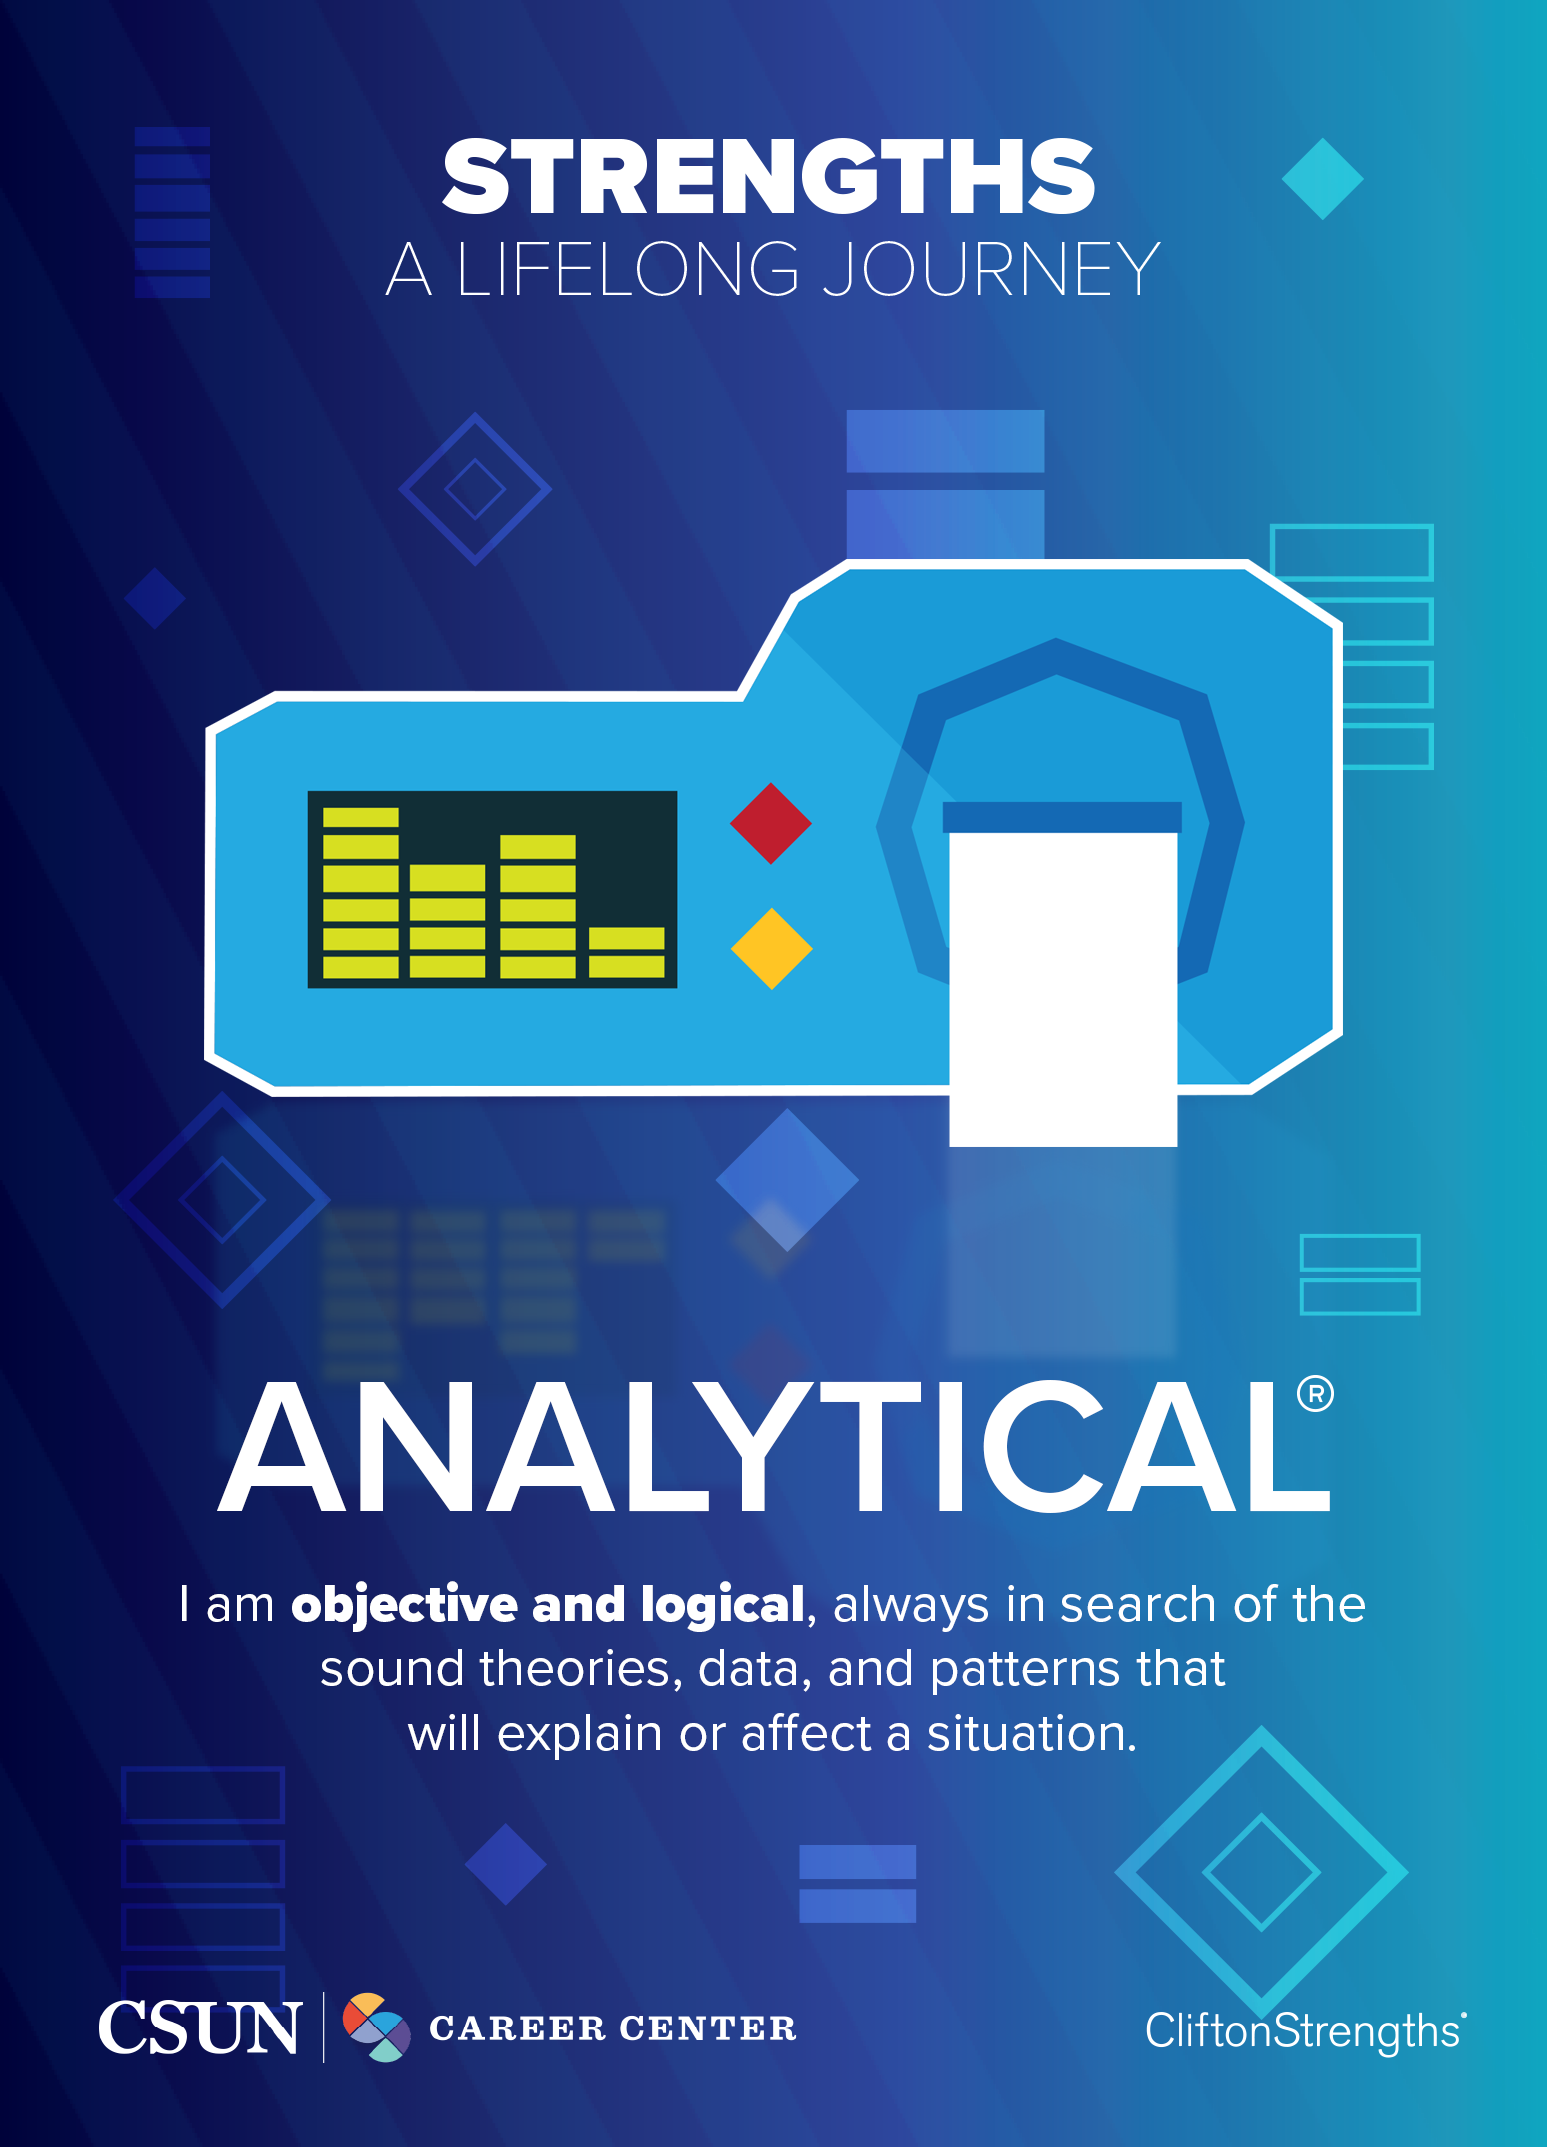 STRENGTHS
A LIFELONG JOURNEY
ANALYTICAL®
I am objective and logical, always in search of the
sound theories, data, and patterns that
will explain or affect a situation.
CSUN | CAREER CENTER
CliftonStrengths®